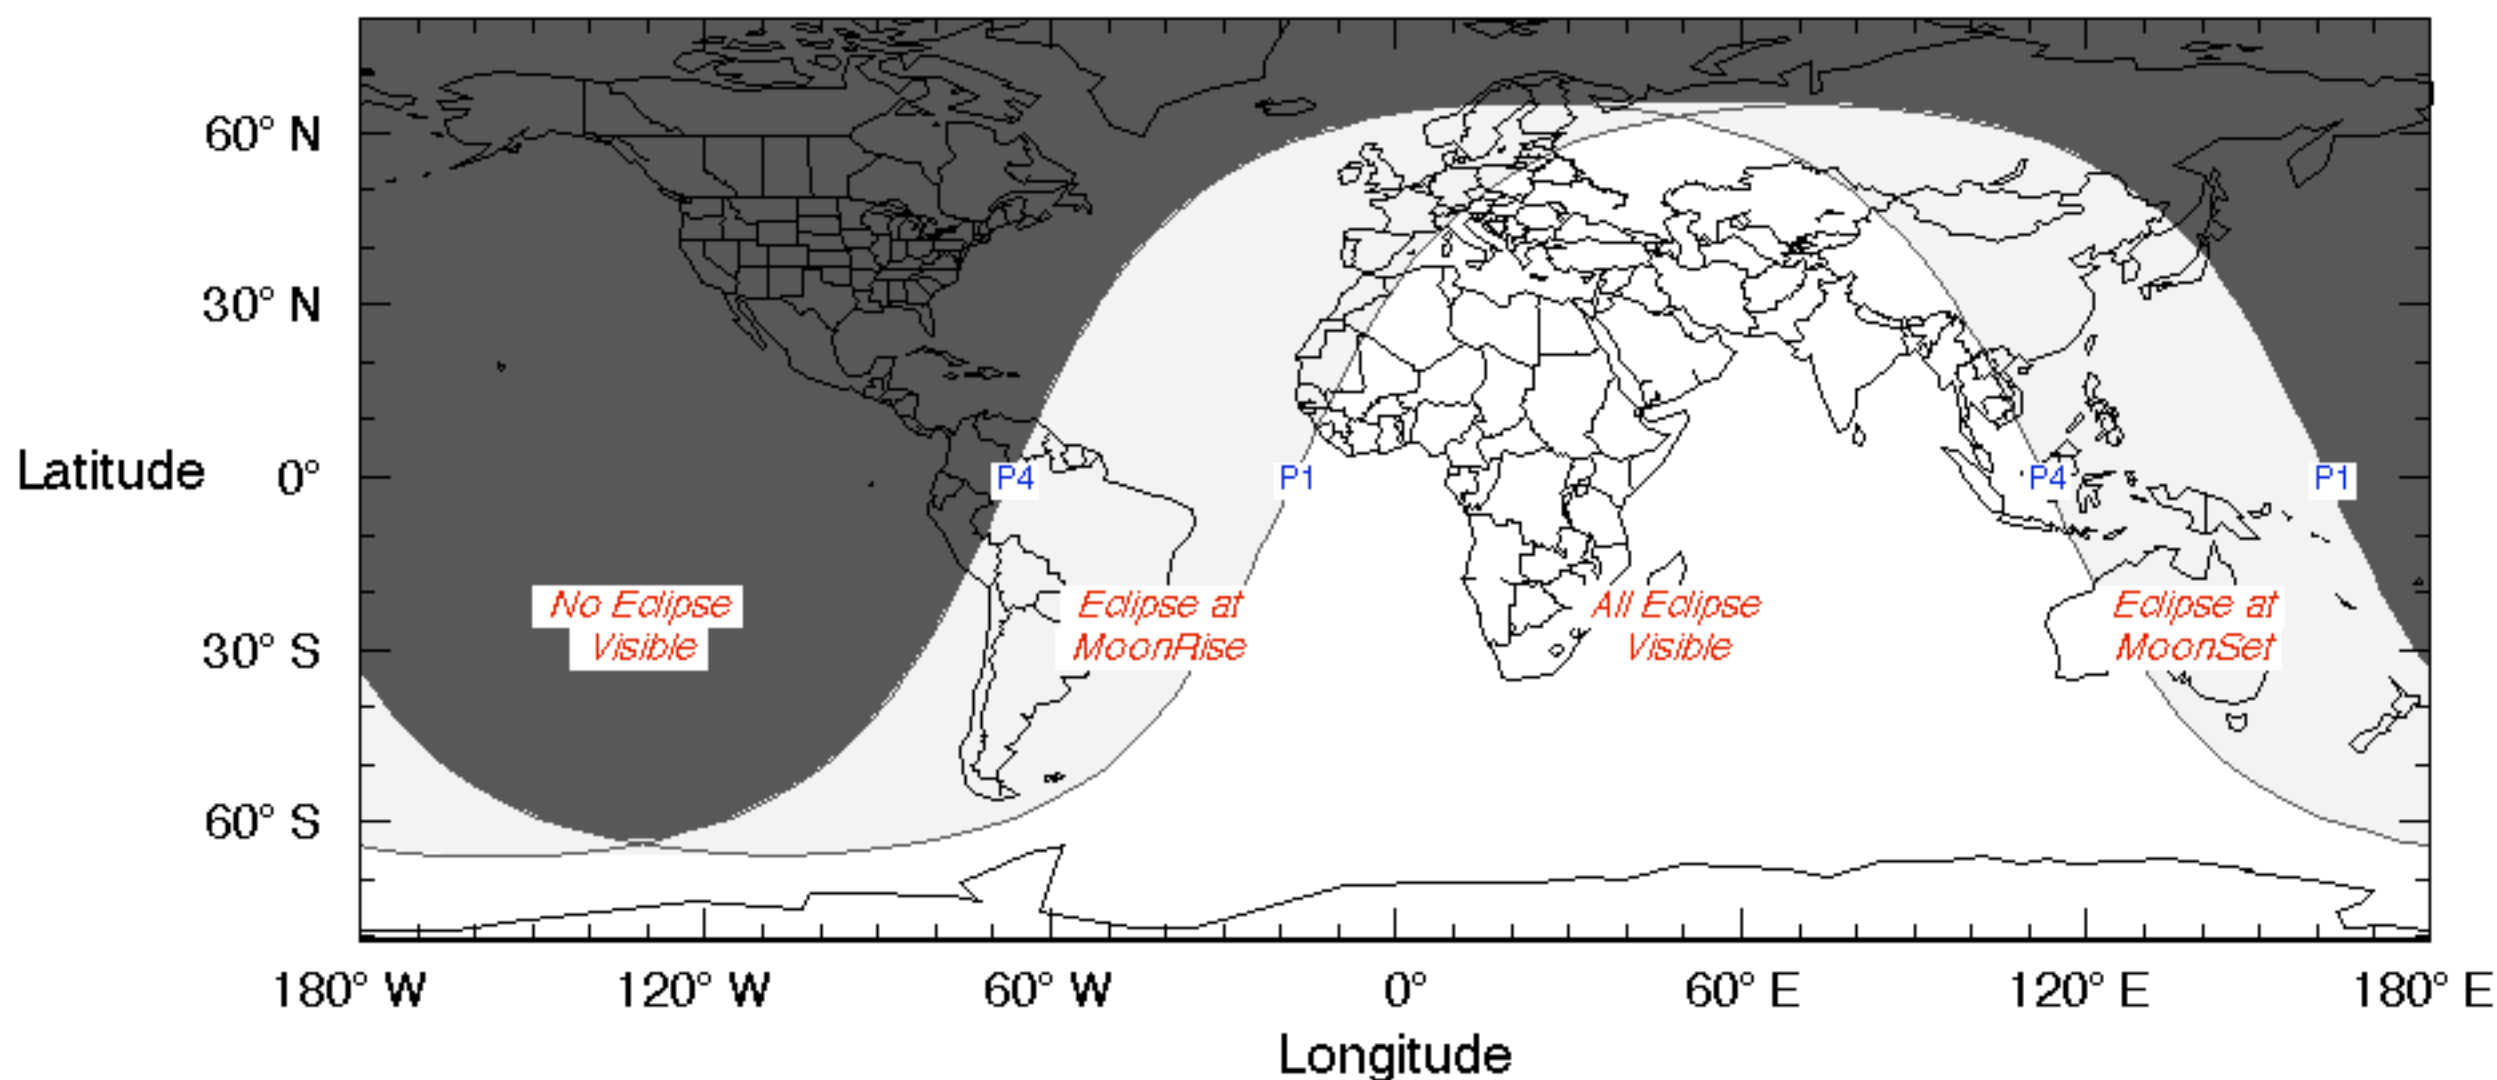 60° N
30° N
Latitude 0°
P4 P1 P4 P1
No Eclipse Visible
Eclipse at MoonRise
All Eclipse Visible
Eclipse at MoonSet
30° S
60° S
180° W 120° W 60° W 0° 60° E 120° E 180° E
Longitude